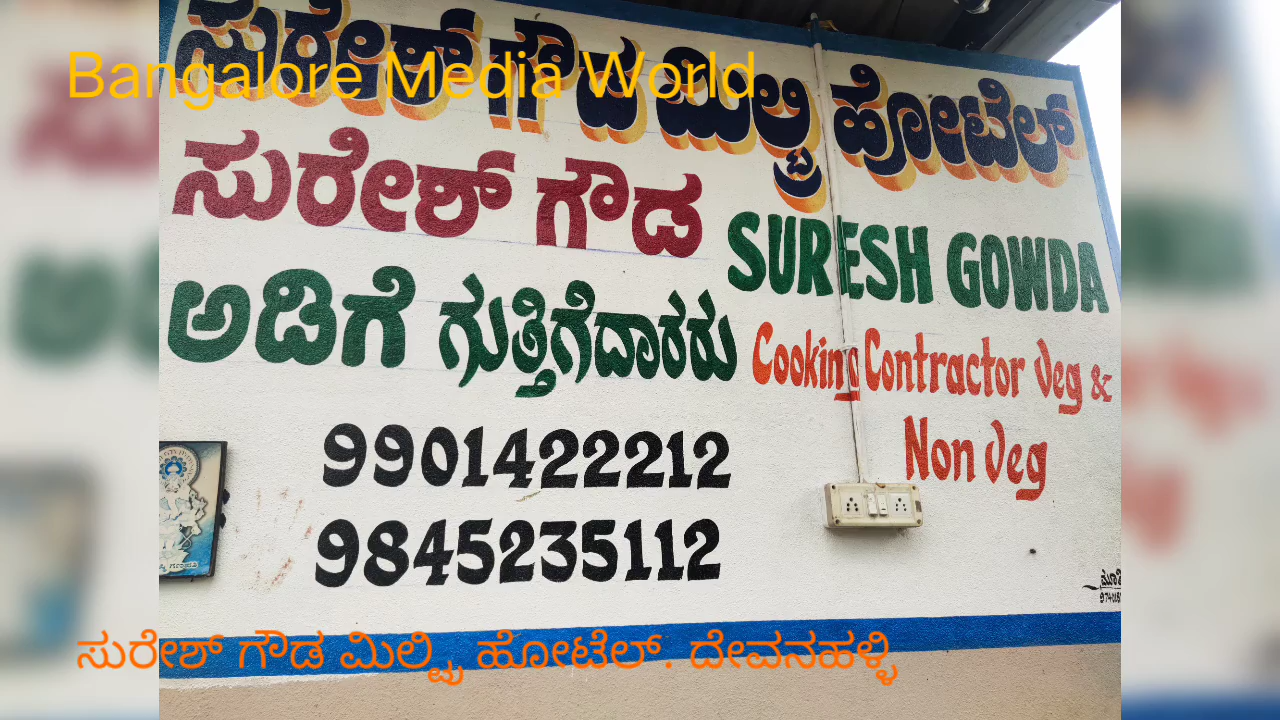 ಸುರೇಶ್ ಗೌಡ ಮಿಲ್ಟ್ರಿ ಹೋಟೆಲ್
Bangalore Media World
ಸುರೇಶ್ ಗೌಡ
SURESH GOWDA
ಅಡಿಗೆ ಗುತ್ತಿಗೆದಾರರು
Cooking Contractor Veg &
Non Veg
9901422212
9845235112
ಸುರೇಶ್ ಗೌಡ ಮಿಲ್ಟ್ರಿ ಹೋಟೆಲ್. ದೇವನಹಳ್ಳಿ